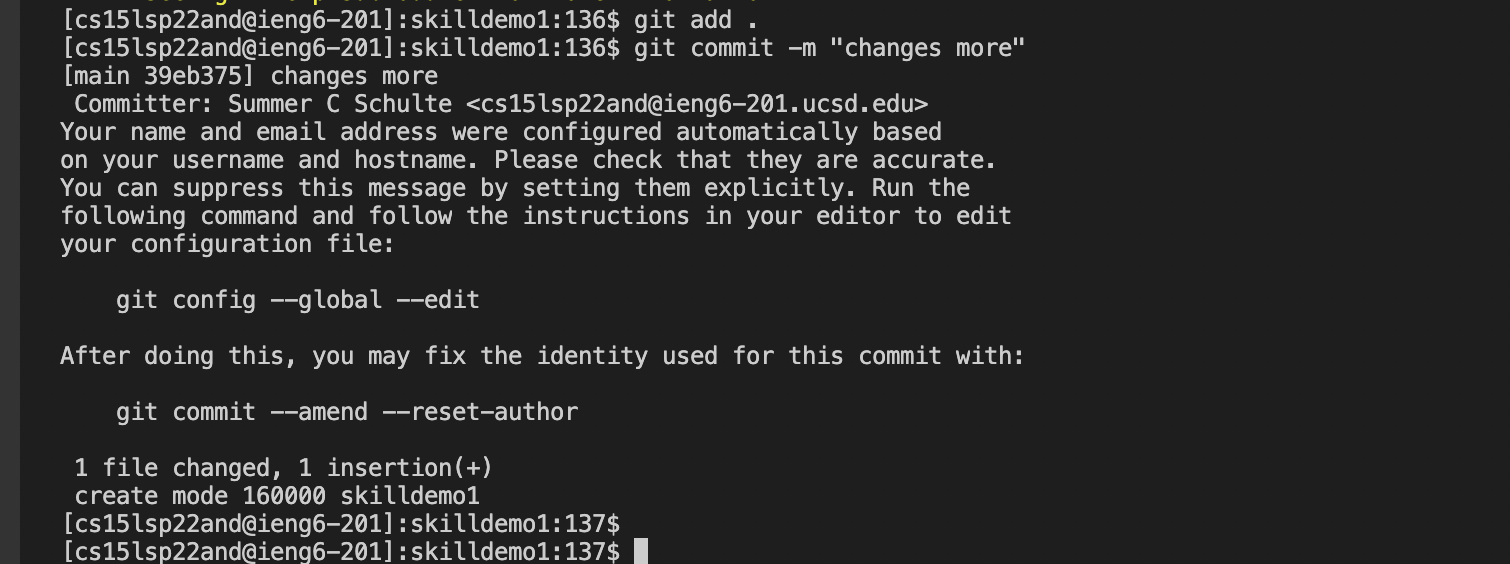 [cs15lsp22and@ieng6-201]:skilldemo1:136$ git add .
[cs15lsp22and@ieng6-201]:skilldemo1:136$ git commit -m "changes more"
[main 39eb375] changes more
Committer: Summer C Schulte <cs15lsp22and@ieng6-201.ucsd.edu>
Your name and email address were configured automatically based
on your username and hostname. Please check that they are accurate.
You can suppress this message by setting them explicitly. Run the
following command and follow the instructions in your editor to edit
your configuration file:
git config --global --edit
After doing this, you may fix the identity used for this commit with:
git commit --amend --reset-author
1 file changed, 1 insertion(+)
create mode 160000 skilldemo1
[cs15lsp22and@ieng6-201]:skilldemo1:137$
[cs15lsp22and@ieng6-201]:skilldemo1:137$